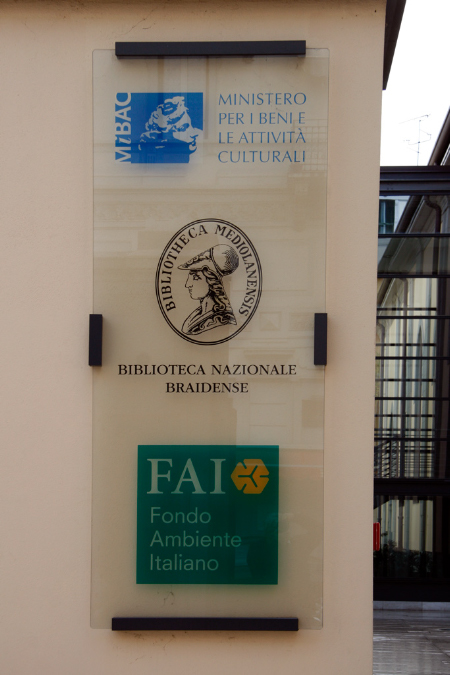 MiBAC
MINISTERO
PER I BENI E
LE ATTIVITÀ
CULTURALI
BIBLIOTHECA MEDIOLANENSIS
BIBLIOTECA NAZIONALE
BRAIDENSE
FAI
Fondo
Ambiente
Italiano